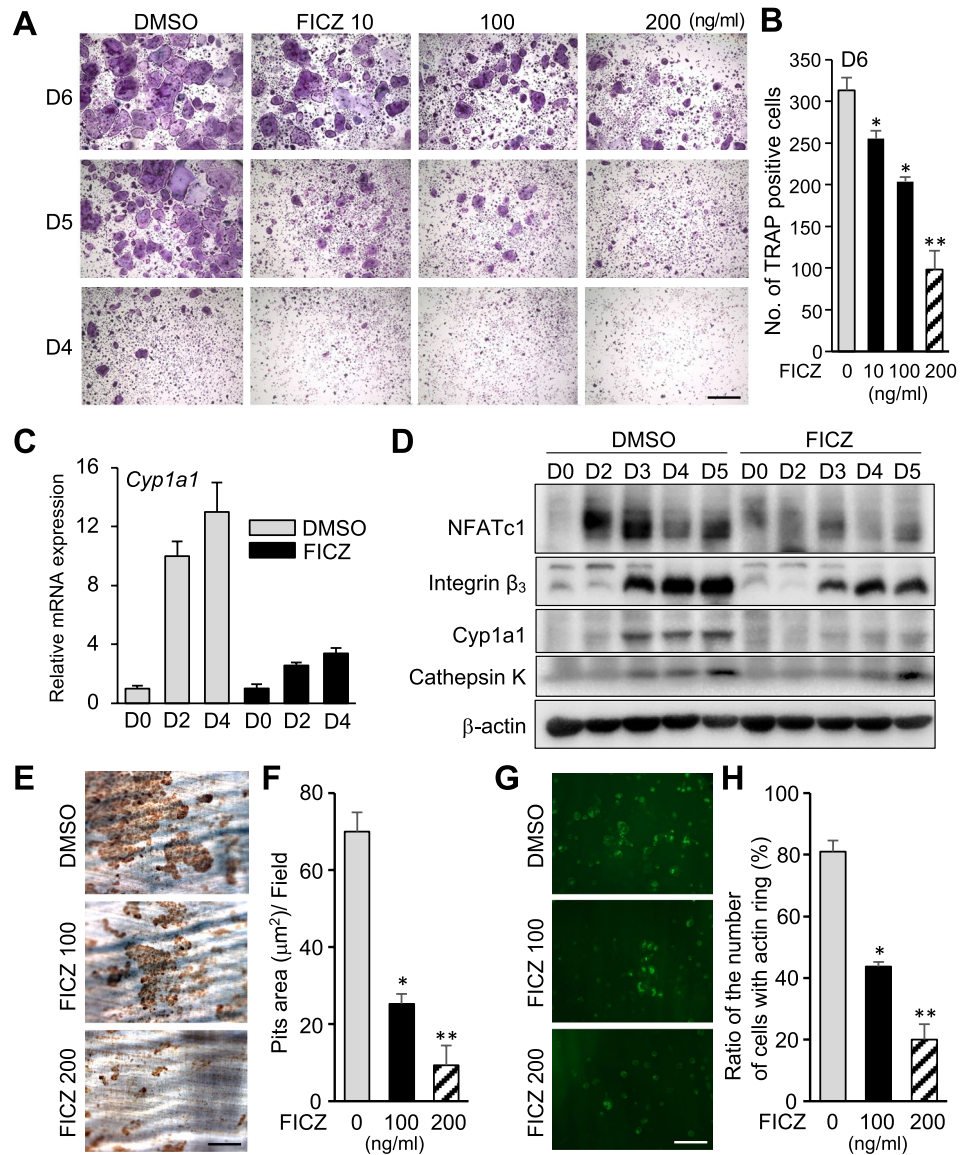 A
DMSO FICZ 10 100 200 (ng/ml)
D6
D5
D4
B
D6
No. of TRAP positive cells
350
300
250
200
150
100
50
0
*
*
**
FICZ 0 10 100 200
(ng/ml)
C
Cyp1a1
Relative mRNA expression
16
12
8
4
0
DMSO
FICZ
D0 D2 D4 D0 D2 D4
D
DMSO FICZ
D0 D2 D3 D4 D5 D0 D2 D3 D4 D5
NFATc1
Integrin β3
Cyp1a1
Cathepsin K
β-actin
E
DMSO
FICZ 100
FICZ 200
F
Pits area (μm²)/ Field
80
60
40
20
0
*
**
FICZ 0 100 200
(ng/ml)
G
DMSO
FICZ 100
FICZ 200
H
Ratio of the number
of cells with actin ring (%)
100
80
60
40
20
0
*
**
FICZ 0 100 200
(ng/ml)